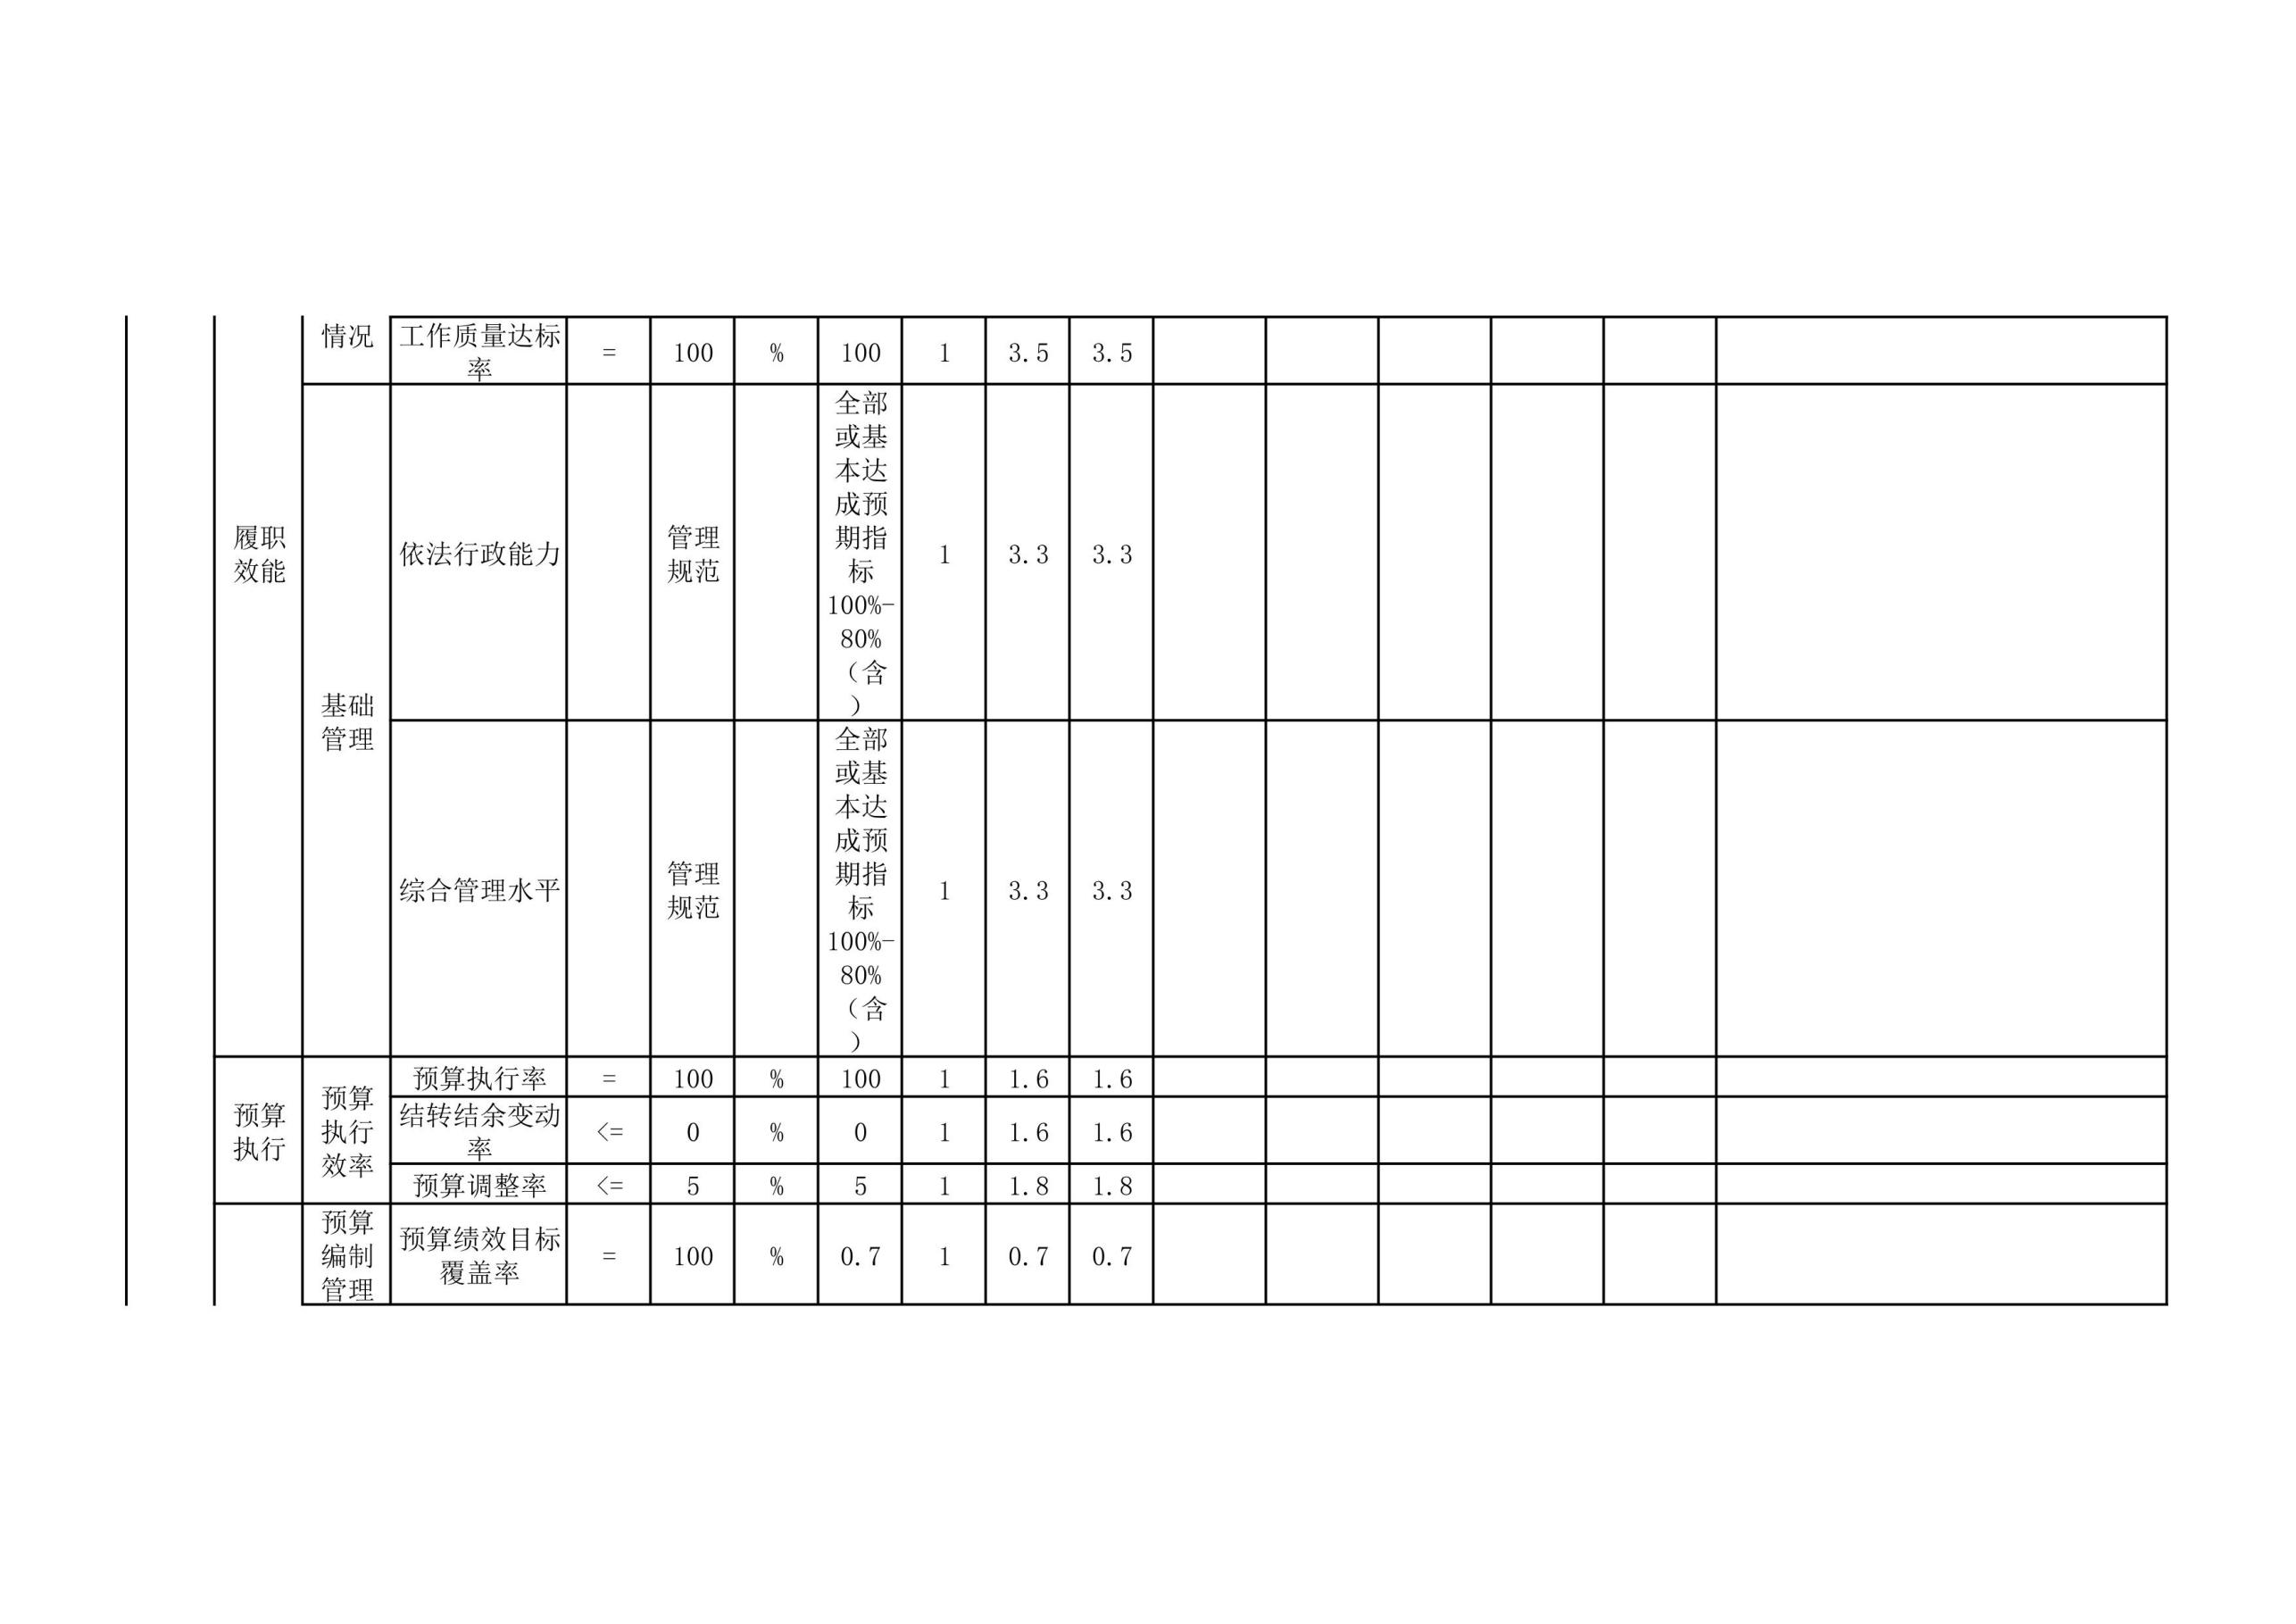 情况
工作质量达标
率
=
100
%
100
1
3.5
3.5
履职
效能
基础
管理
依法行政能力
管理
规范
全部
或基
本达
成预
期指
标
100%-
80%
（含
）
1
3.3
3.3
综合管理水平
管理
规范
全部
或基
本达
成预
期指
标
100%-
80%
（含
）
1
3.3
3.3
预算
执行
预算
执行
效率
预算执行率
=
100
%
100
1
1.6
1.6
结转结余变动
率
<=
0
%
0
1
1.6
1.6
预算调整率
<=
5
%
5
1
1.8
1.8
预算
编制
管理
预算绩效目标
覆盖率
=
100
%
0.7
1
0.7
0.7